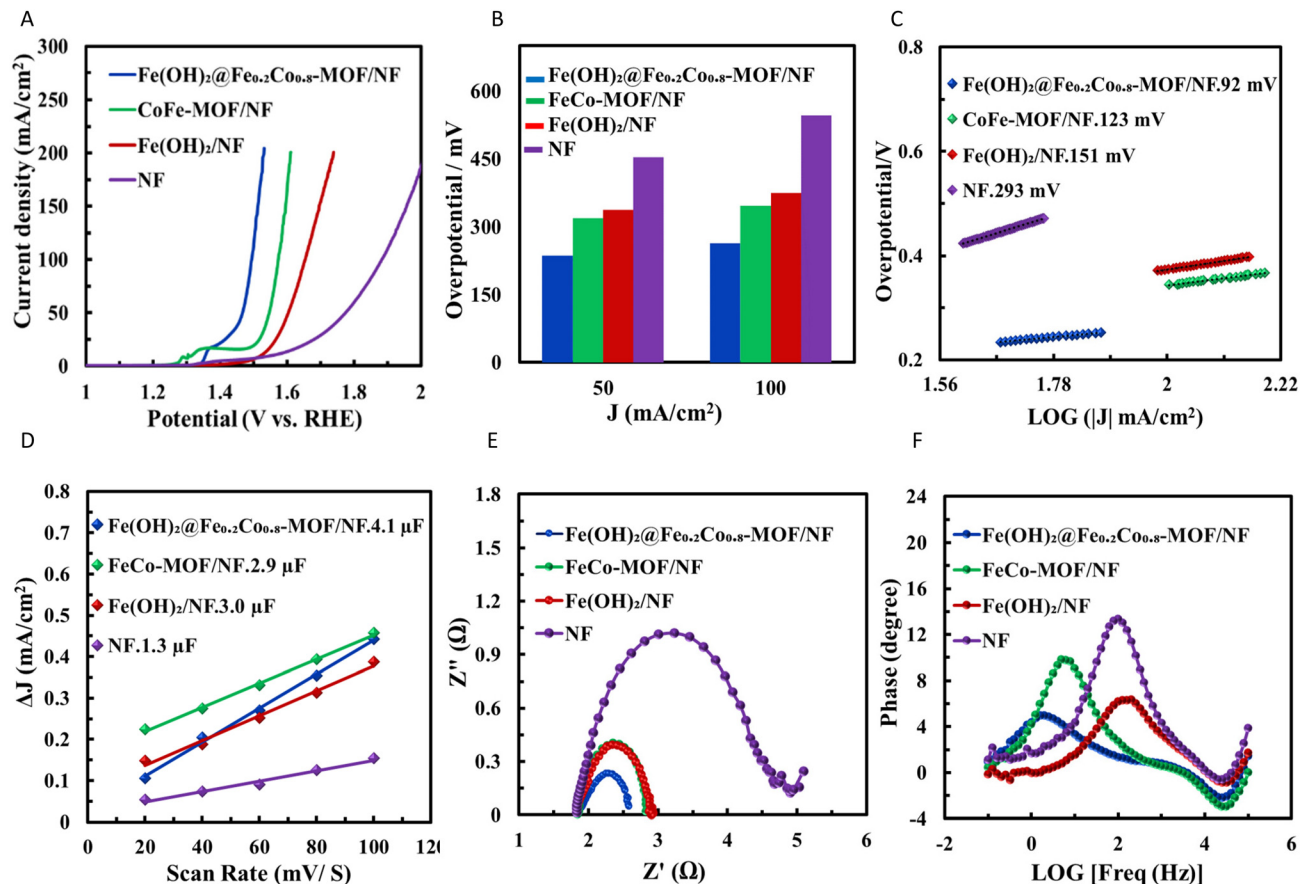 A
300
250
200
150
100
50
0
Current density (mA/cm²)
Fe(OH)₂@Fe₀.₂Co₀.₈-MOF/NF
CoFe-MOF/NF
Fe(OH)₂/NF
NF
1 1.2 1.4 1.6 1.8 2
Potential (V vs. RHE)
B
600
450
300
150
0
Overpotential / mV
Fe(OH)₂@Fe₀.₂Co₀.₈-MOF/NF
FeCo-MOF/NF
Fe(OH)₂/NF
NF
50 100
J (mA/cm²)
C
0.8
0.6
0.4
0.2
Overpotential/V
Fe(OH)₂@Fe₀.₂Co₀.₈-MOF/NF.92 mV
CoFe-MOF/NF.123 mV
Fe(OH)₂/NF.151 mV
NF.293 mV
1.56 1.78 2 2.22
LOG (|J| mA/cm²)
D
0.8
0.7
0.6
0.5
0.4
0.3
0.2
0.1
0
ΔJ (mA/cm²)
Fe(OH)₂@Fe₀.₂Co₀.₈-MOF/NF.4.1 µF
FeCo-MOF/NF.2.9 µF
Fe(OH)₂/NF.3.0 µF
NF.1.3 µF
0 20 40 60 80 100 120
Scan Rate (mV/ S)
E
1.8
1.5
1.2
0.9
0.6
0.3
0
Z'' (Ω)
Fe(OH)₂@Fe₀.₂Co₀.₈-MOF/NF
FeCo-MOF/NF
Fe(OH)₂/NF
NF
1 2 3 4 5 6
Z' (Ω)
F
24
20
16
12
8
4
0
-4
Phase (degree)
Fe(OH)₂@Fe₀.₂Co₀.₈-MOF/NF
FeCo-MOF/NF
Fe(OH)₂/NF
NF
-2 0 2 4 6
LOG [Freq (Hz)]